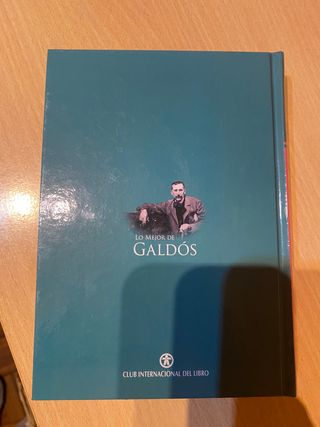 LO MEJOR DE
GALDÓS
CLUB INTERNACIONAL DEL LIBRO